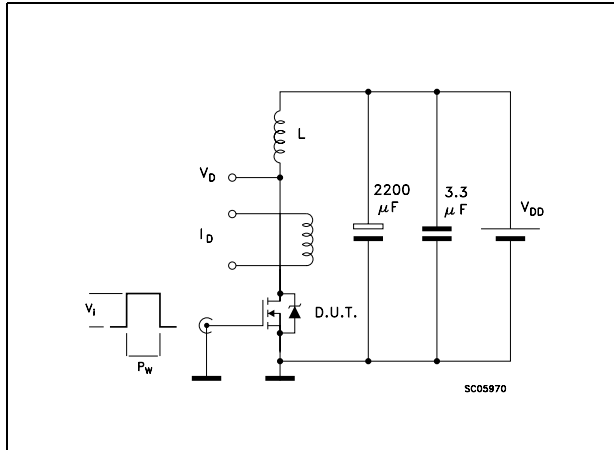 L
V_D
2200
μF
3.3
μF
V_DD
I_D
D.U.T.
V_i
P_W
SC05970